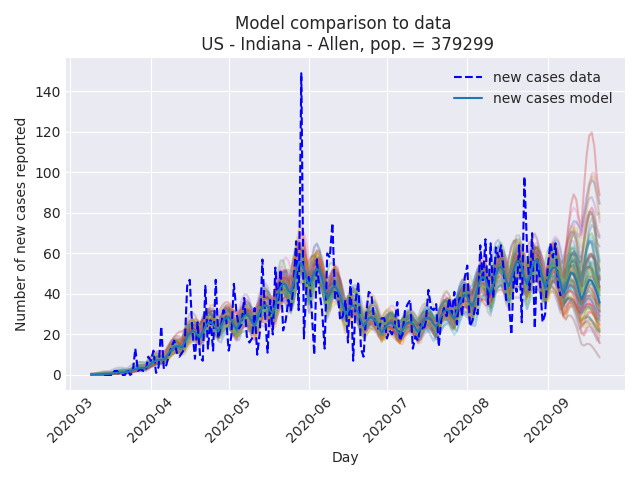 Model comparison to data
US - Indiana - Allen, pop. = 379299
new cases data
new cases model
Number of new cases reported
140
120
100
80
60
40
20
0
2020-03
2020-04
2020-05
2020-06
2020-07
2020-08
2020-09
Day